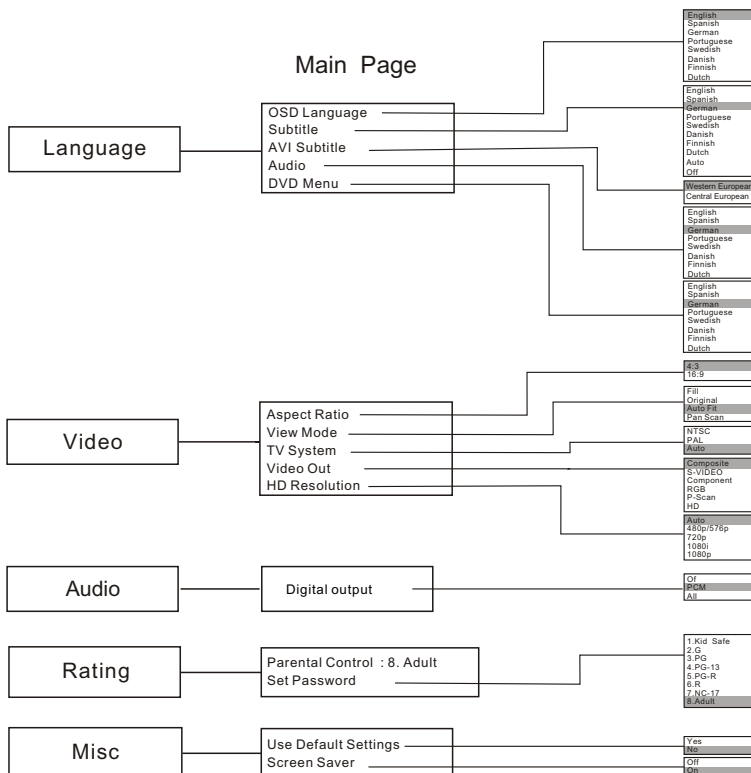 Main Page
Language
OSD Language
Subtitle
AVI Subtitle
Audio
DVD Menu
English
Spanish
German
Portuguese
Swedish
Danish
Finnish
Dutch
English
Spanish
German
Portuguese
Swedish
Danish
Finnish
Dutch
Auto
Off
Western European
Central European
English
Spanish
German
Portuguese
Swedish
Danish
Finnish
Dutch
English
Spanish
German
Portuguese
Swedish
Danish
Finnish
Dutch
Video
Aspect Ratio
View Mode
TV System
Video Out
HD Resolution
4:3
16:9
Fill
Original
Auto Fit
Pan Scan
NTSC
PAL
Auto
Composite
S-VIDEO
Component
RGB
P-Scan
HD
Auto
480p/576p
720p
1080i
1080p
Audio
Digital output
Of
PCM
All
Rating
Parental Control : 8. Adult
Set Password
1.Kid Safe
2.G
3.PG
4.PG-13
5.PG-R
6.R
7.NC-17
8.Adult
Misc
Use Default Settings
Screen Saver
Yes
No
Off
On